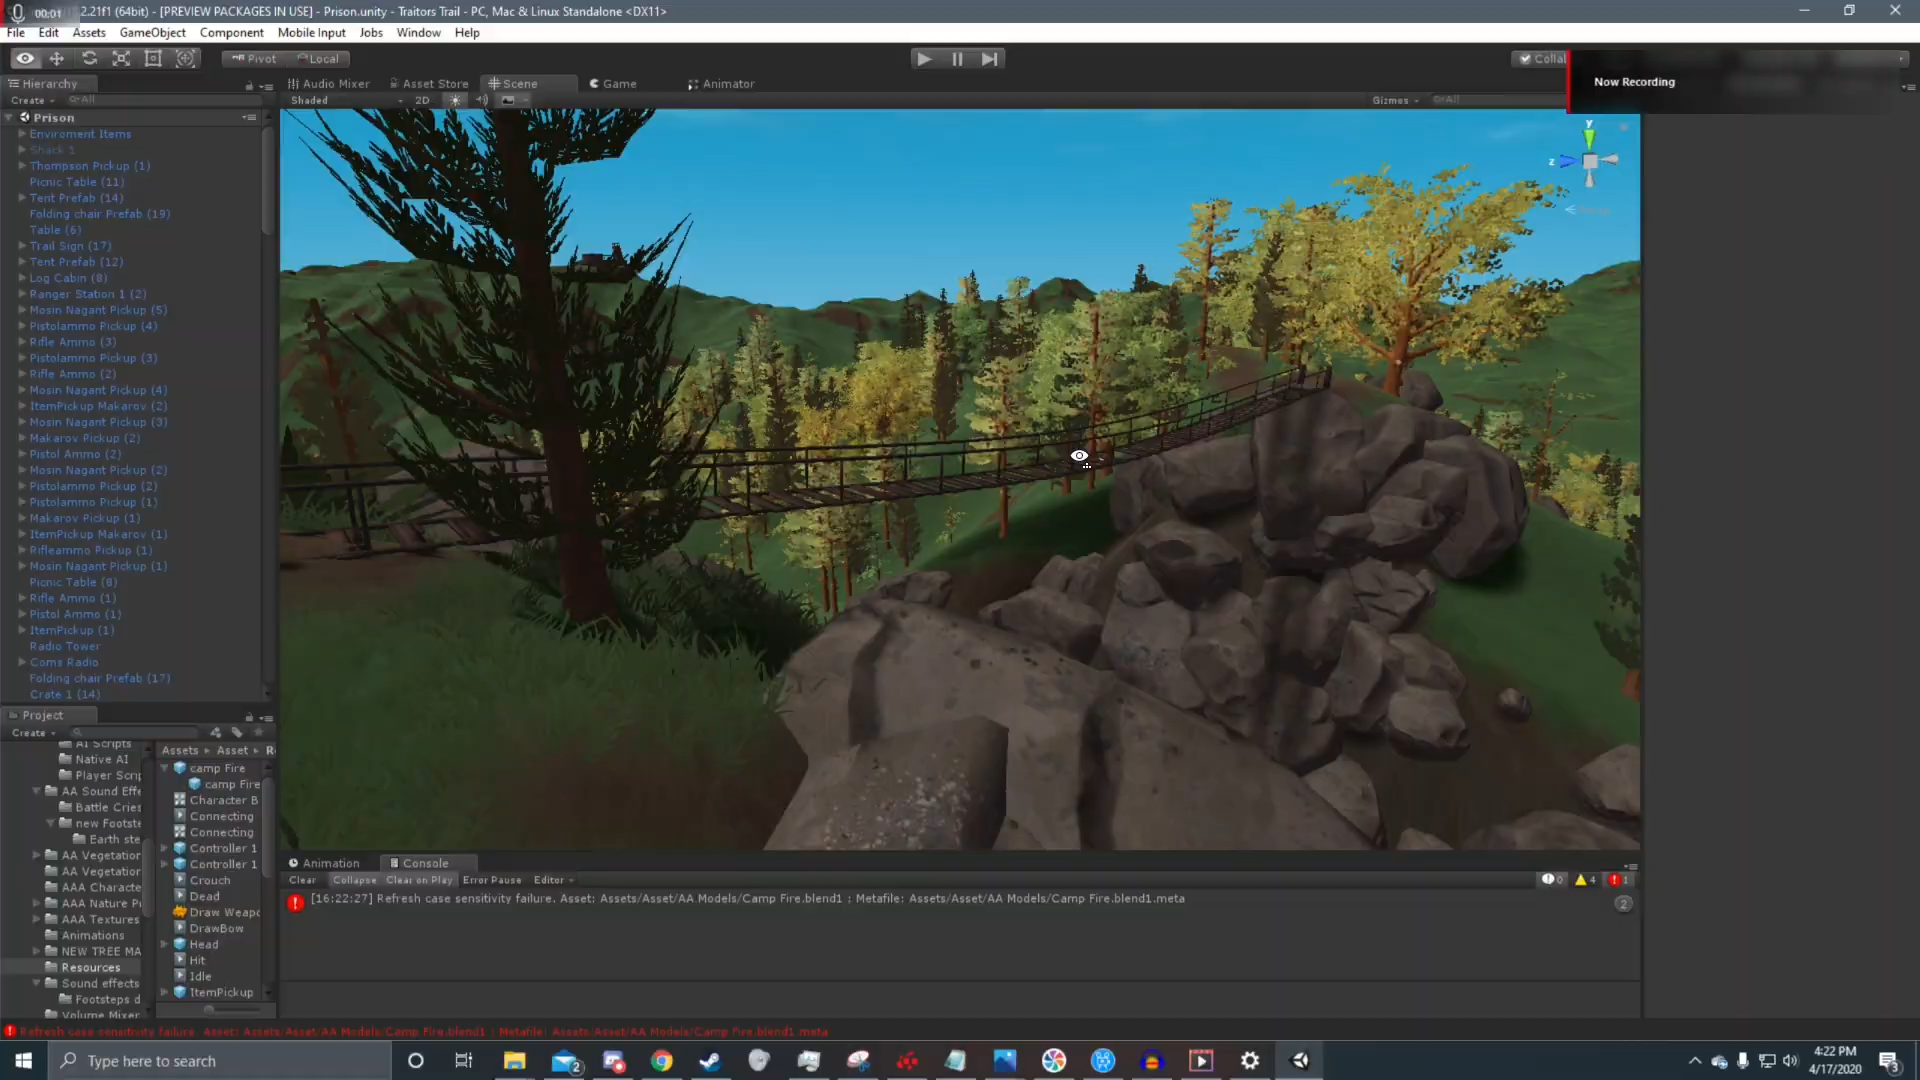 00:01
2.21f1 (64bit) - [PREVIEW PACKAGES IN USE] - Prison.unity - Traitors Trail - PC, Mac & Linux Standalone <DX11>
File Edit Assets GameObject Component Mobile Input Jobs Window Help
Pivot Local
Collab
Now Recording
Hierarchy
Create All
Prison
Enviroment Items
Shack 1
Thompson Pickup (1)
Picnic Table (11)
Tent Prefab (14)
Folding chair Prefab (19)
Table (6)
Trail Sign (17)
Tent Prefab (12)
Log Cabin (8)
Ranger Station 1 (2)
Mosin Nagant Pickup (5)
Pistolammo Pickup (4)
Rifle Ammo (3)
Pistolammo Pickup (3)
Rifle Ammo (2)
Mosin Nagant Pickup (4)
ItemPickup Makarov (2)
Mosin Nagant Pickup (3)
Makarov Pickup (2)
Pistol Ammo (2)
Mosin Nagant Pickup (2)
Pistolammo Pickup (2)
Pistolammo Pickup (1)
Makarov Pickup (1)
ItemPickup Makarov (1)
Rifleammo Pickup (1)
Mosin Nagant Pickup (1)
Picnic Table (8)
Rifle Ammo (1)
Pistol Ammo (1)
ItemPickup (1)
Radio Tower
Coms Radio
Folding chair Prefab (17)
Crate 1 (14)
Audio Mixer Asset Store Scene Game Animator
Shaded 2D Gizmos All
y
z
Project
Create
AI Scripts
Native AI
Player Scrip
AA Sound Effe
Battle Cries
new Footste
Earth ste
AA Vegetation
AA Vegetation
AAA Characte
AAA Nature P
AAA Textures
Animations
NEW TREE MA
Resources
Sound effects
Footsteps d
Volume Mixer
Assets Asset R
camp Fire
camp Fire
Character B
Connecting
Connecting
Controller 1
Controller 1
Crouch
Dead
Draw Weapo
DrawBow
Head
Hit
Idle
ItemPickup
Animation Console
Clear Collapse Clear on Play Error Pause Editor
0 4 1
[16:22:27] Refresh case sensitivity failure. Asset: Assets/Asset/AA Models/Camp Fire.blend1 : Metafile: Assets/Asset/AA Models/Camp Fire.blend1.meta
2
Refresh case sensitivity failure. Asset: Assets/Asset/AA Models/Camp Fire.blend1 : Metafile: Assets/Asset/AA Models/Camp Fire.blend1.meta
Type here to search
2
4:22 PM
4/17/2020
3